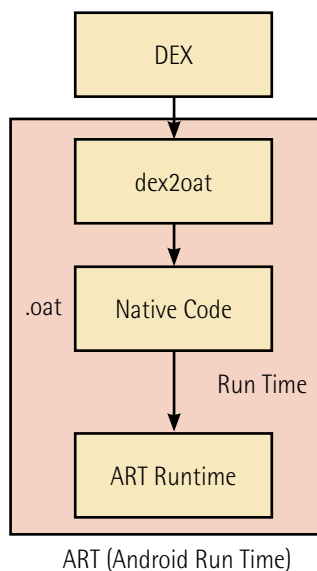 DEX
dex2oat
.oat
Native Code
Run Time
ART Runtime
ART (Android Run Time)